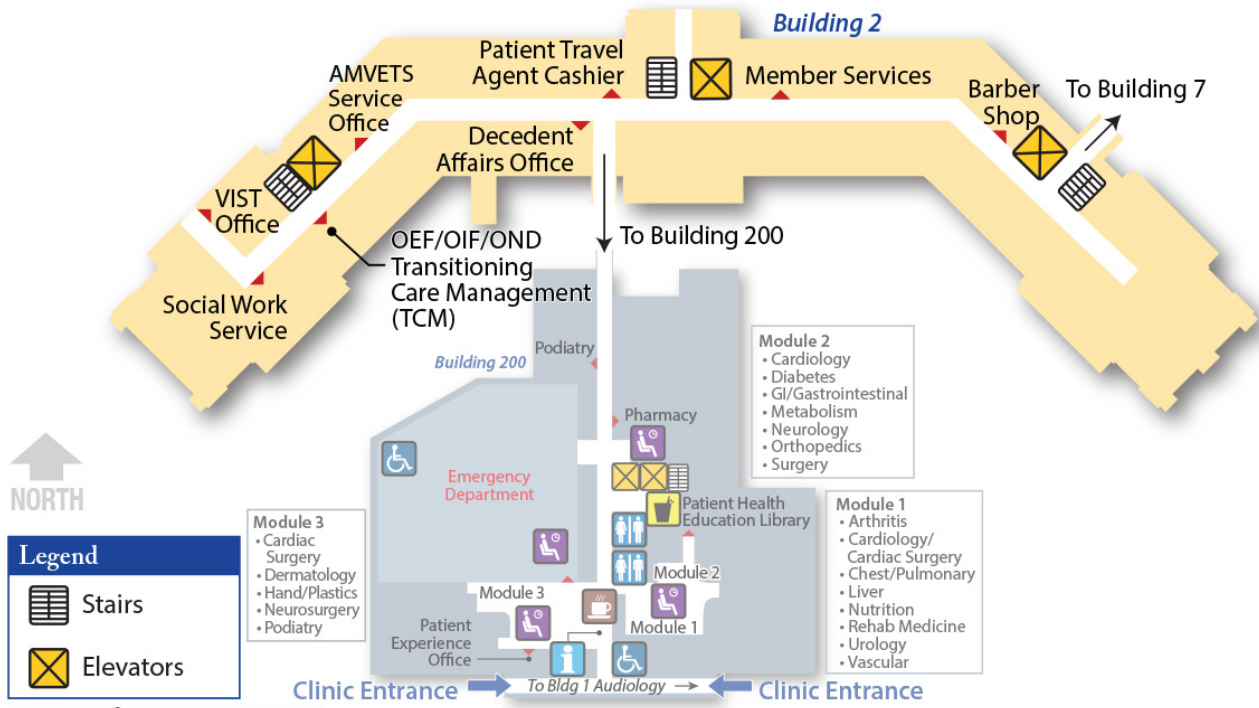 Building 2
Patient Travel
Agent Cashier
Member Services
AMVETS
Service
Office
Barber
Shop
To Building 7
Decedent
Affairs Office
VIST
Office
To Building 200
OEF/OIF/OND
Transitioning
Care Management
(TCM)
Social Work
Service
Building 200
Podiatry
Pharmacy
Module 2
• Cardiology
• Diabetes
• GI/Gastrointestinal
• Metabolism
• Neurology
• Orthopedics
• Surgery
NORTH
Emergency
Department
Patient Health
Education Library
Module 1
• Arthritis
• Cardiology/
Cardiac Surgery
• Chest/Pulmonary
• Liver
• Nutrition
• Rehab Medicine
• Urology
• Vascular
Module 3
• Cardiac
Surgery
• Dermatology
• Hand/Plastics
• Neurosurgery
• Podiatry
Legend
Stairs
Elevators
Module 2
Module 3
Module 1
Patient
Experience
Office
Clinic Entrance
To Bldg 1 Audiology
Clinic Entrance